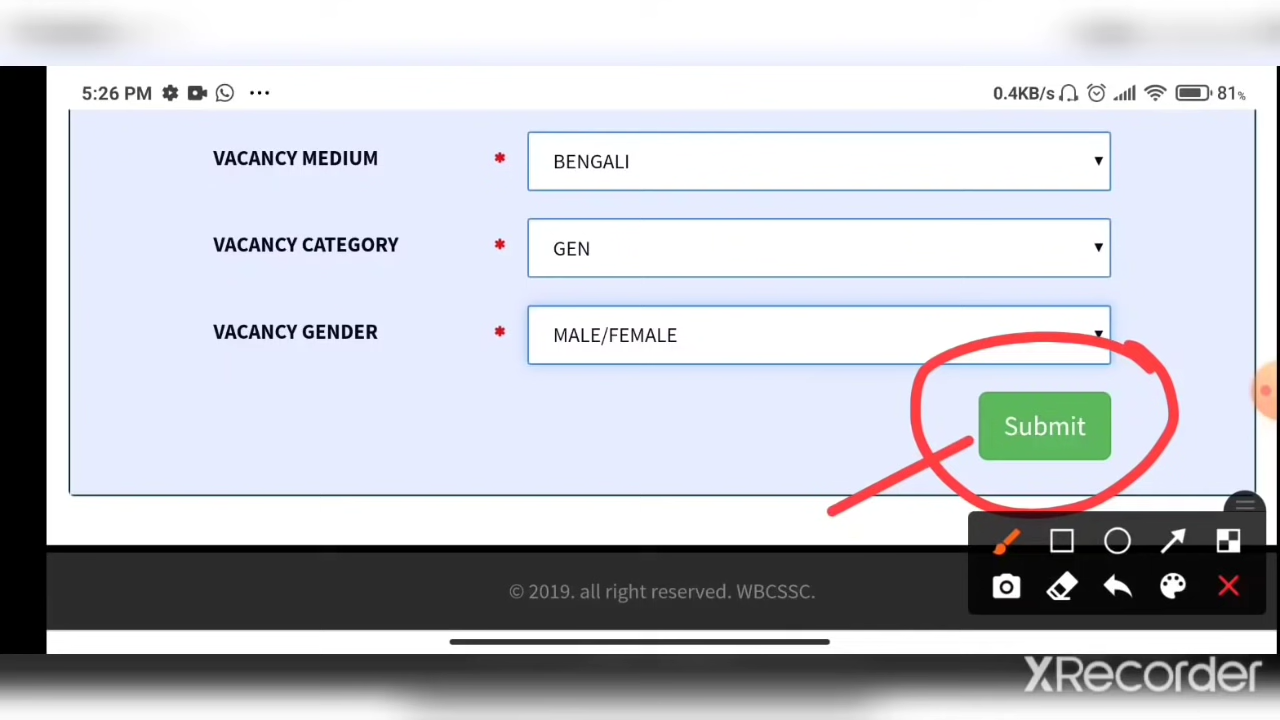 5:26 PM ... 0.4KB/s 81%
VACANCY MEDIUM * BENGALI
VACANCY CATEGORY * GEN
VACANCY GENDER * MALE/FEMALE
Submit
© 2019. all right reserved. WBCSSC.
XRecorder